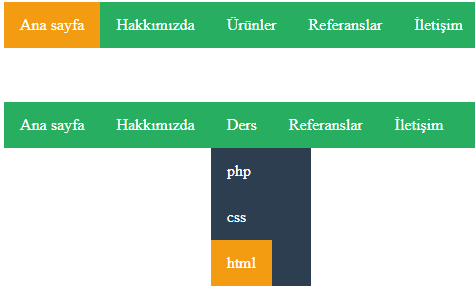 Ana sayfa Hakkımızda Ürünler Referanslar İletişim
Ana sayfa Hakkımızda Ders Referanslar İletişim
php
css
html